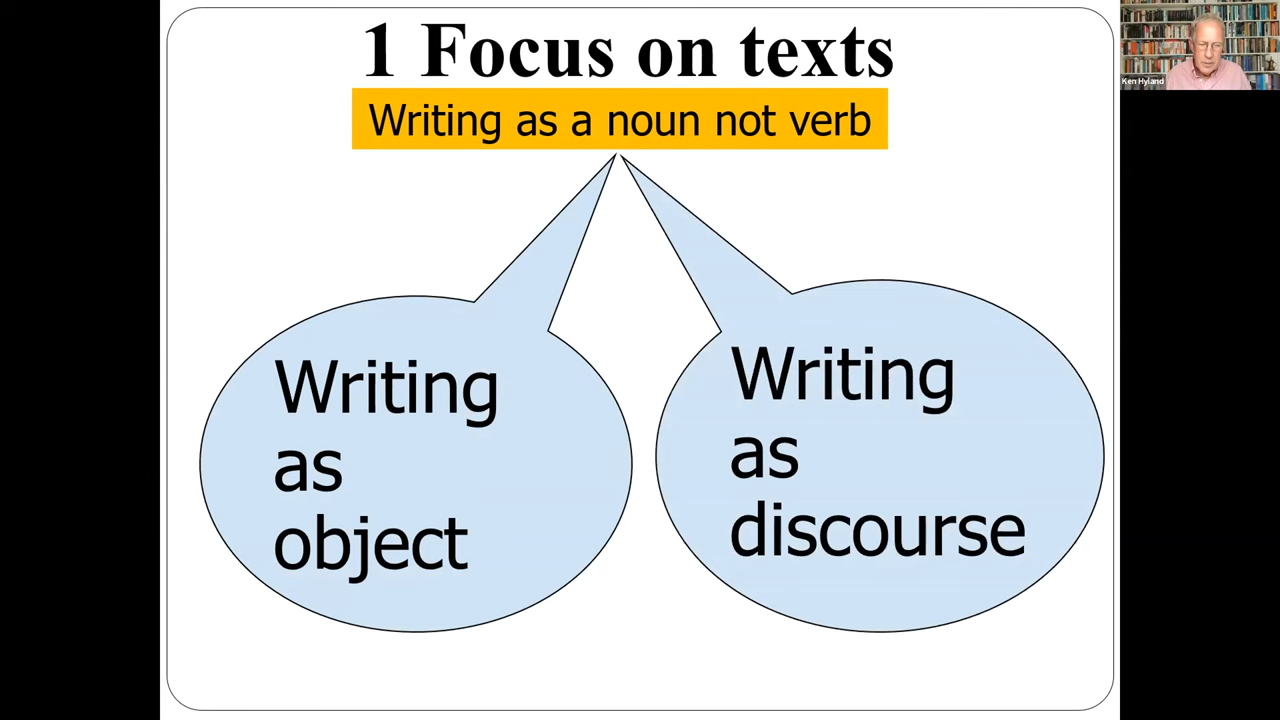 1 Focus on texts
Writing as a noun not verb
Writing
as
object
Writing
as
discourse
Ken Hyland